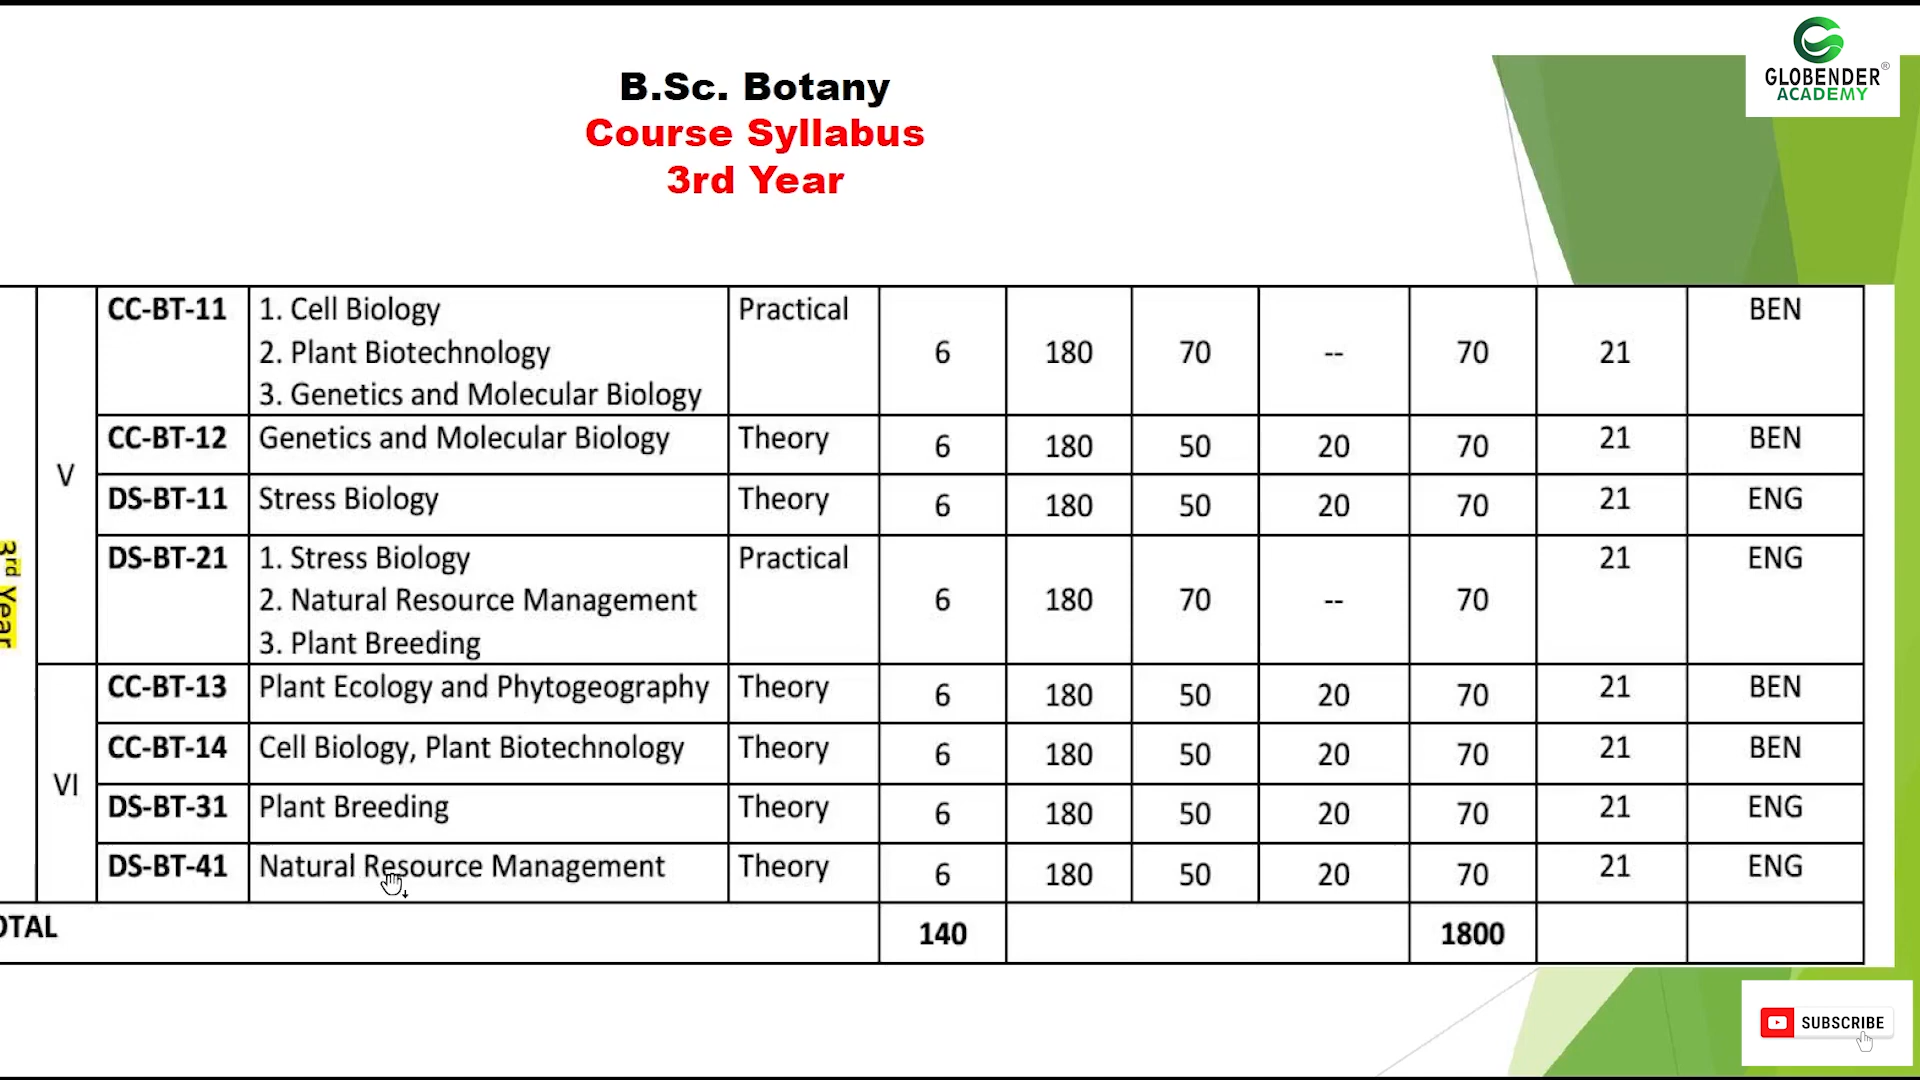 GLOBENDER®
ACADEMY
B.Sc. Botany
Course Syllabus
3rd Year
3rd Year
V
CC-BT-11 1. Cell Biology Practical BEN
2. Plant Biotechnology 6 180 70 -- 70 21
3. Genetics and Molecular Biology
CC-BT-12 Genetics and Molecular Biology Theory 6 180 50 20 70 21 BEN
DS-BT-11 Stress Biology Theory 6 180 50 20 70 21 ENG
DS-BT-21 1. Stress Biology Practical 21 ENG
2. Natural Resource Management 6 180 70 -- 70
3. Plant Breeding
VI
CC-BT-13 Plant Ecology and Phytogeography Theory 6 180 50 20 70 21 BEN
CC-BT-14 Cell Biology, Plant Biotechnology Theory 6 180 50 20 70 21 BEN
DS-BT-31 Plant Breeding Theory 6 180 50 20 70 21 ENG
DS-BT-41 Natural Resource Management Theory 6 180 50 20 70 21 ENG
OTAL 140 1800
SUBSCRIBE